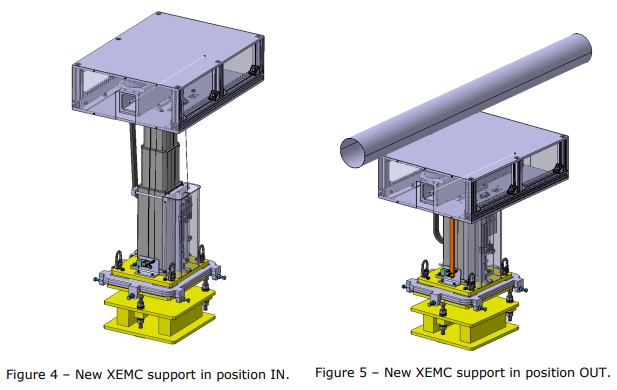 Figure 4 – New XEMC support in position IN.
Figure 5 – New XEMC support in position OUT.